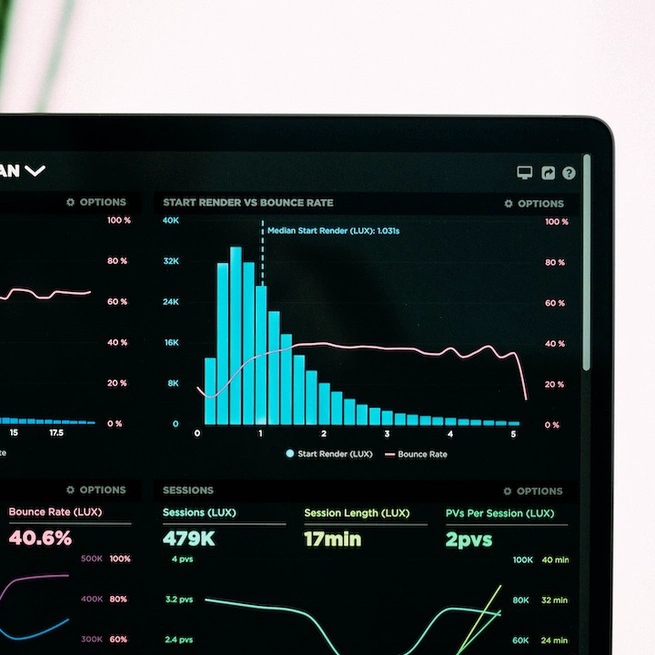 AN
OPTIONS
100 %
80 %
60 %
40 %
20 %
0 %
15 17.5
START RENDER VS BOUNCE RATE
OPTIONS
Median Start Render (LUX): 1.031s
40K
32K
24K
16K
8K
0
100 %
80 %
60 %
40 %
20 %
0 %
0 1 2 3 4 5
Start Render (LUX) Bounce Rate
OPTIONS
Bounce Rate (LUX)
40.6%
500K 100%
400K 80%
300K 60%
SESSIONS
OPTIONS
Sessions (LUX)
479K
Session Length (LUX)
17min
PVs Per Session (LUX)
2pvs
4 pvs
3.2 pvs
2.4 pvs
100K 40 min
80K 32 min
60K 24 min